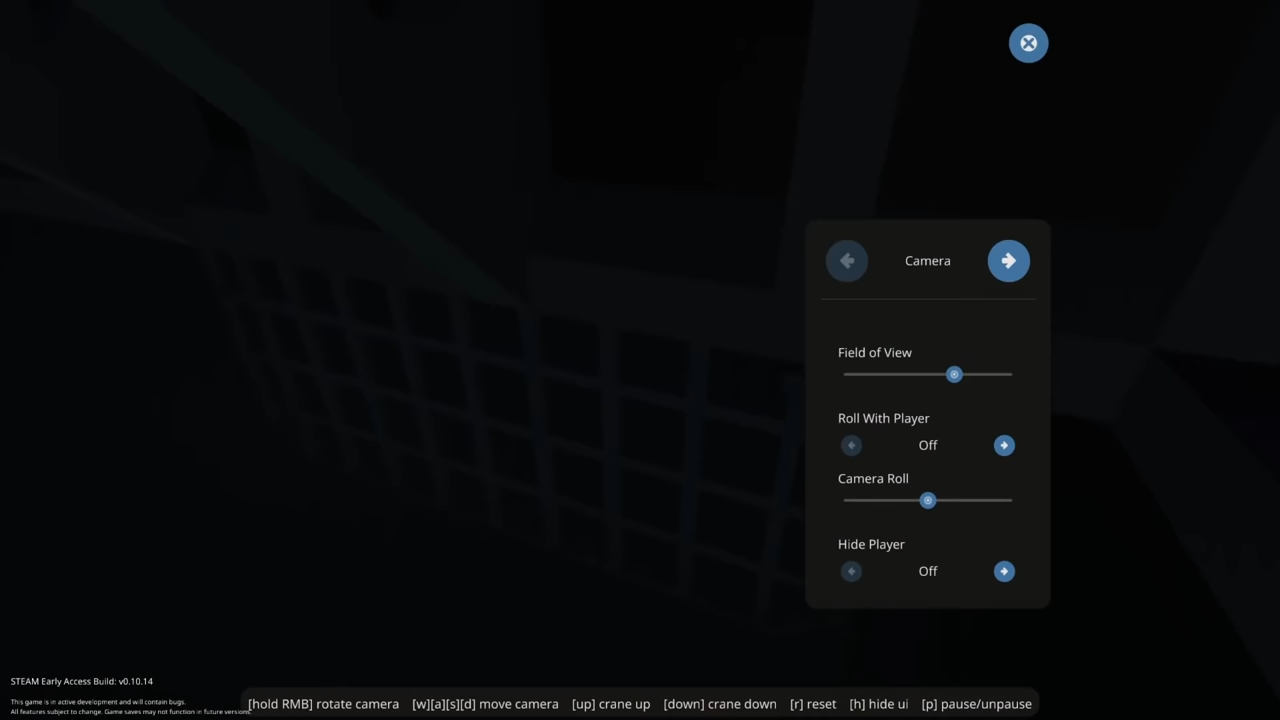 Camera
Field of View
Roll With Player
Off
Camera Roll
Hide Player
Off
STEAM Early Access Build: v0.10.14
This game is in active development and will contain bugs.
All features subject to change. Game saves may not function in future versions.
[hold RMB] rotate camera [w][a][s][d] move camera [up] crane up [down] crane down [r] reset [h] hide ui [p] pause/unpause